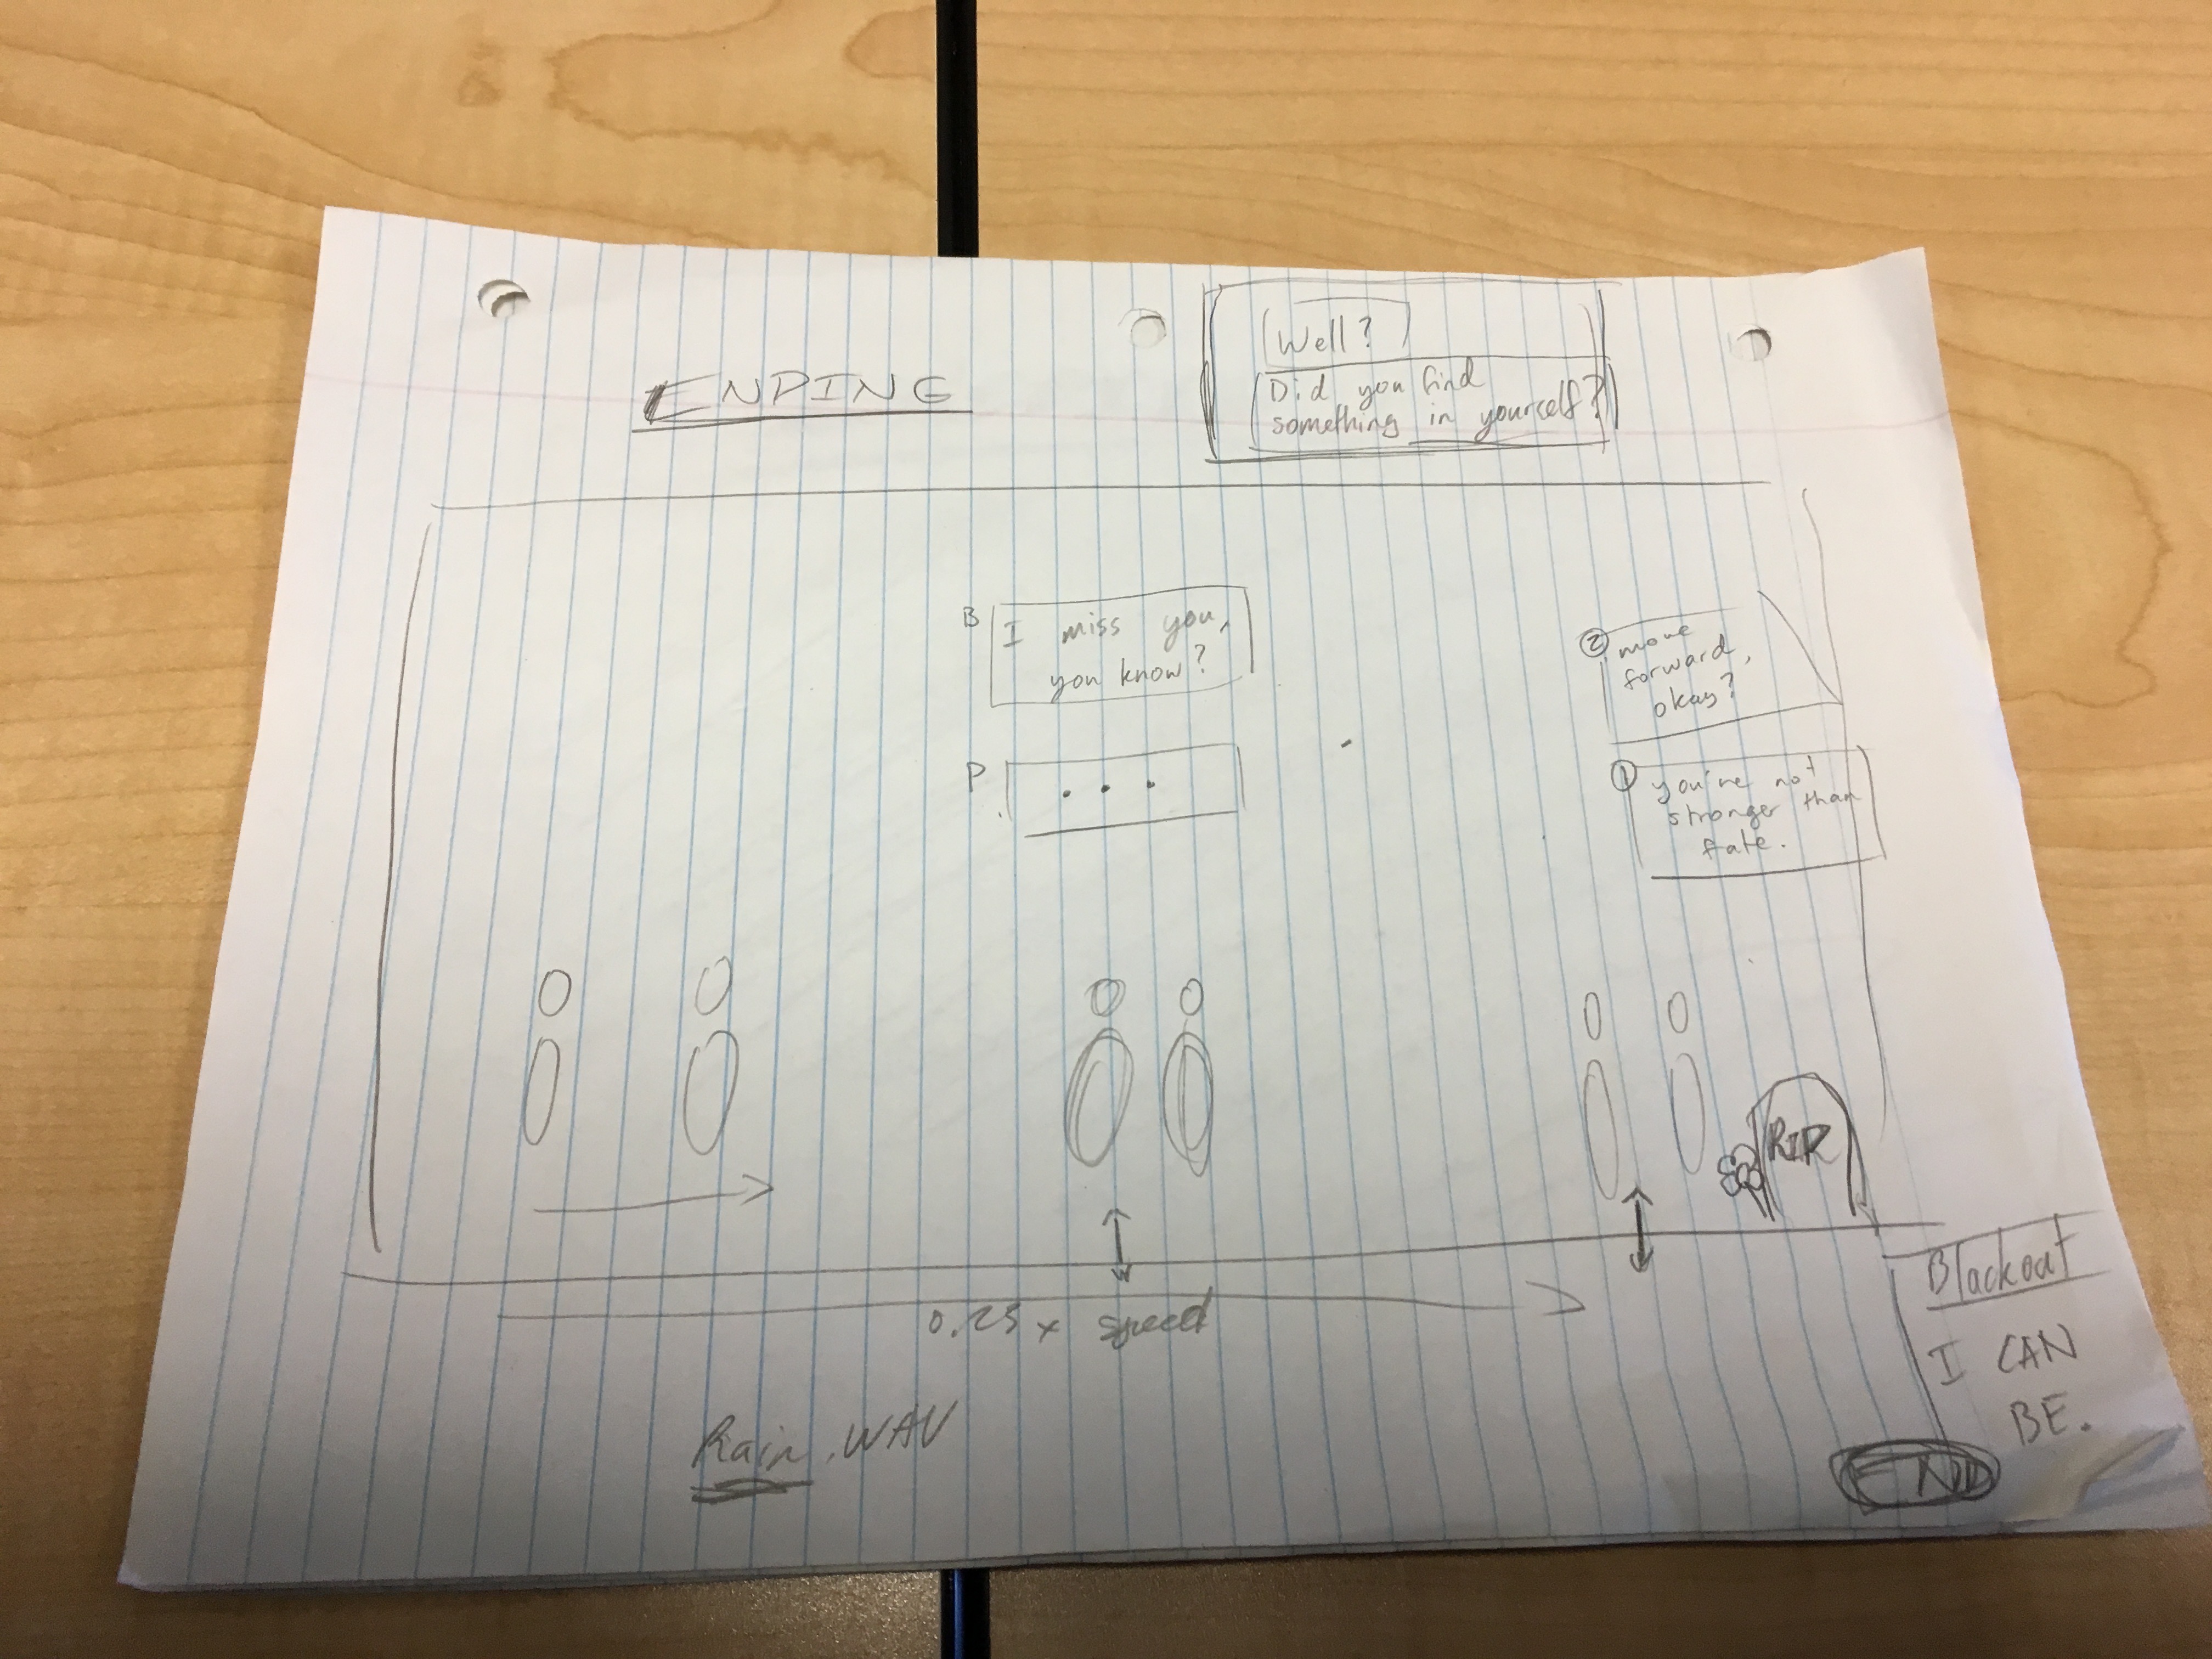 ENDING
Well?
Did you find
something in yourself?
B
I miss you,
you know?
P
. . .
② move
forward,
okay?
① you're not
stronger than
fate.
RIP
0.25 x speed
Rain.WAV
Blackout
I CAN
BE.
END